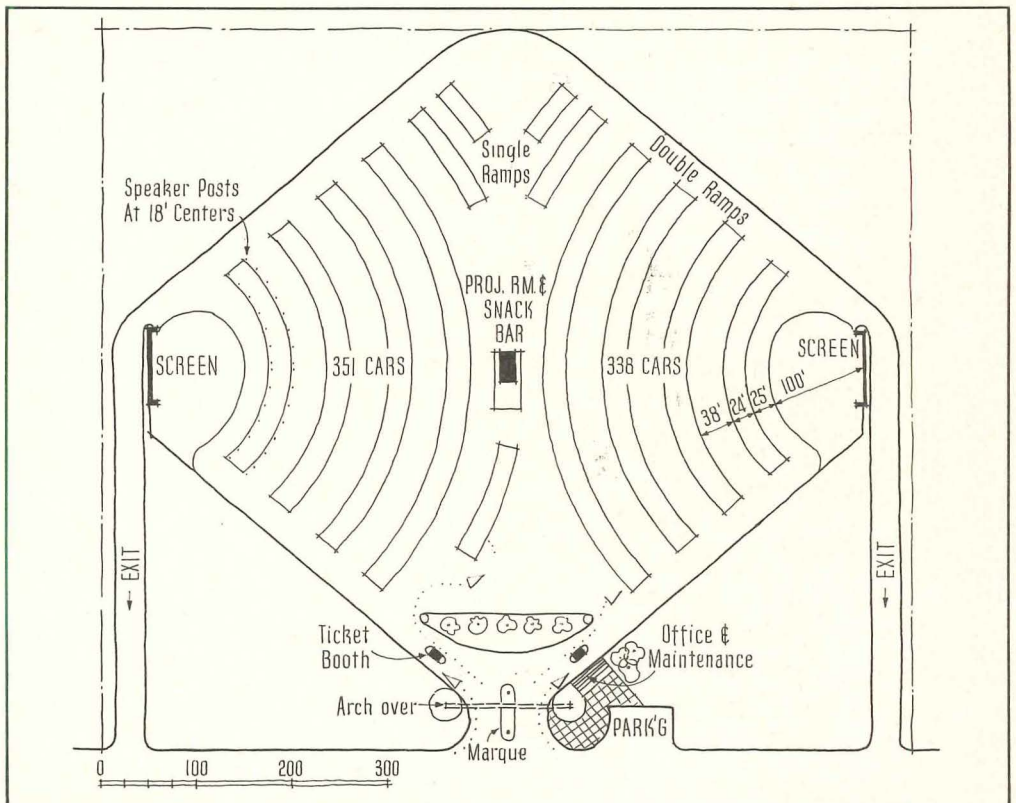 Single
Ramps
Double Ramps
Speaker Posts
At 18' Centers
PROJ. RM. &
SNACK
BAR
SCREEN
351 CARS
338 CARS
SCREEN
38'
24'
25'
100'
EXIT
EXIT
Ticket
Booth
Office &
Maintenance
Arch over
Marque
PARK'G
0 100 200 300